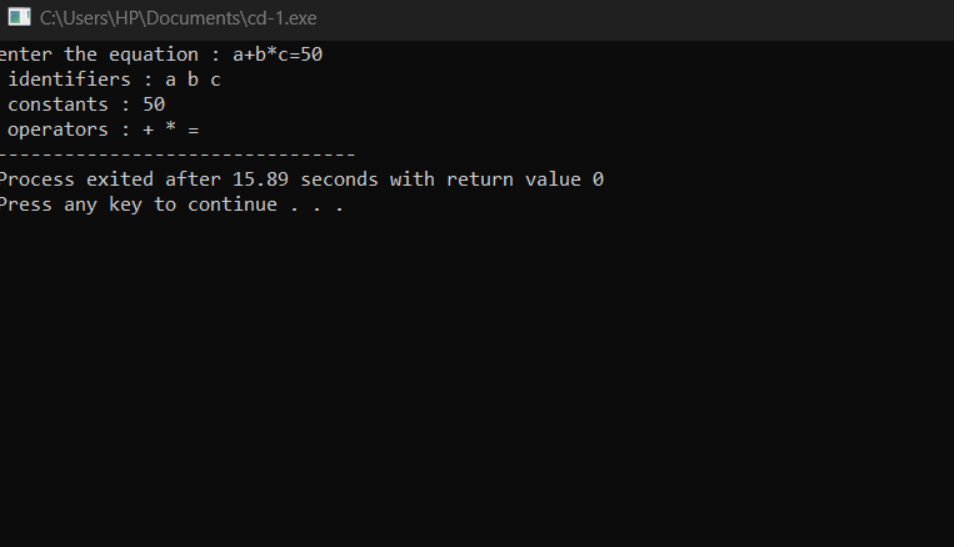 C:\Users\HP\Documents\cd-1.exe
enter the equation : a+b*c=50
identifiers : a b c
constants : 50
operators : + * =
--------------------------------
Process exited after 15.89 seconds with return value 0
Press any key to continue . . .